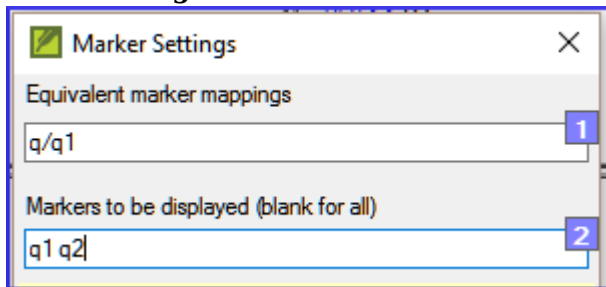 Marker Settings
Equivalent marker mappings
q/q1
1
Markers to be displayed (blank for all)
q1 q2
2